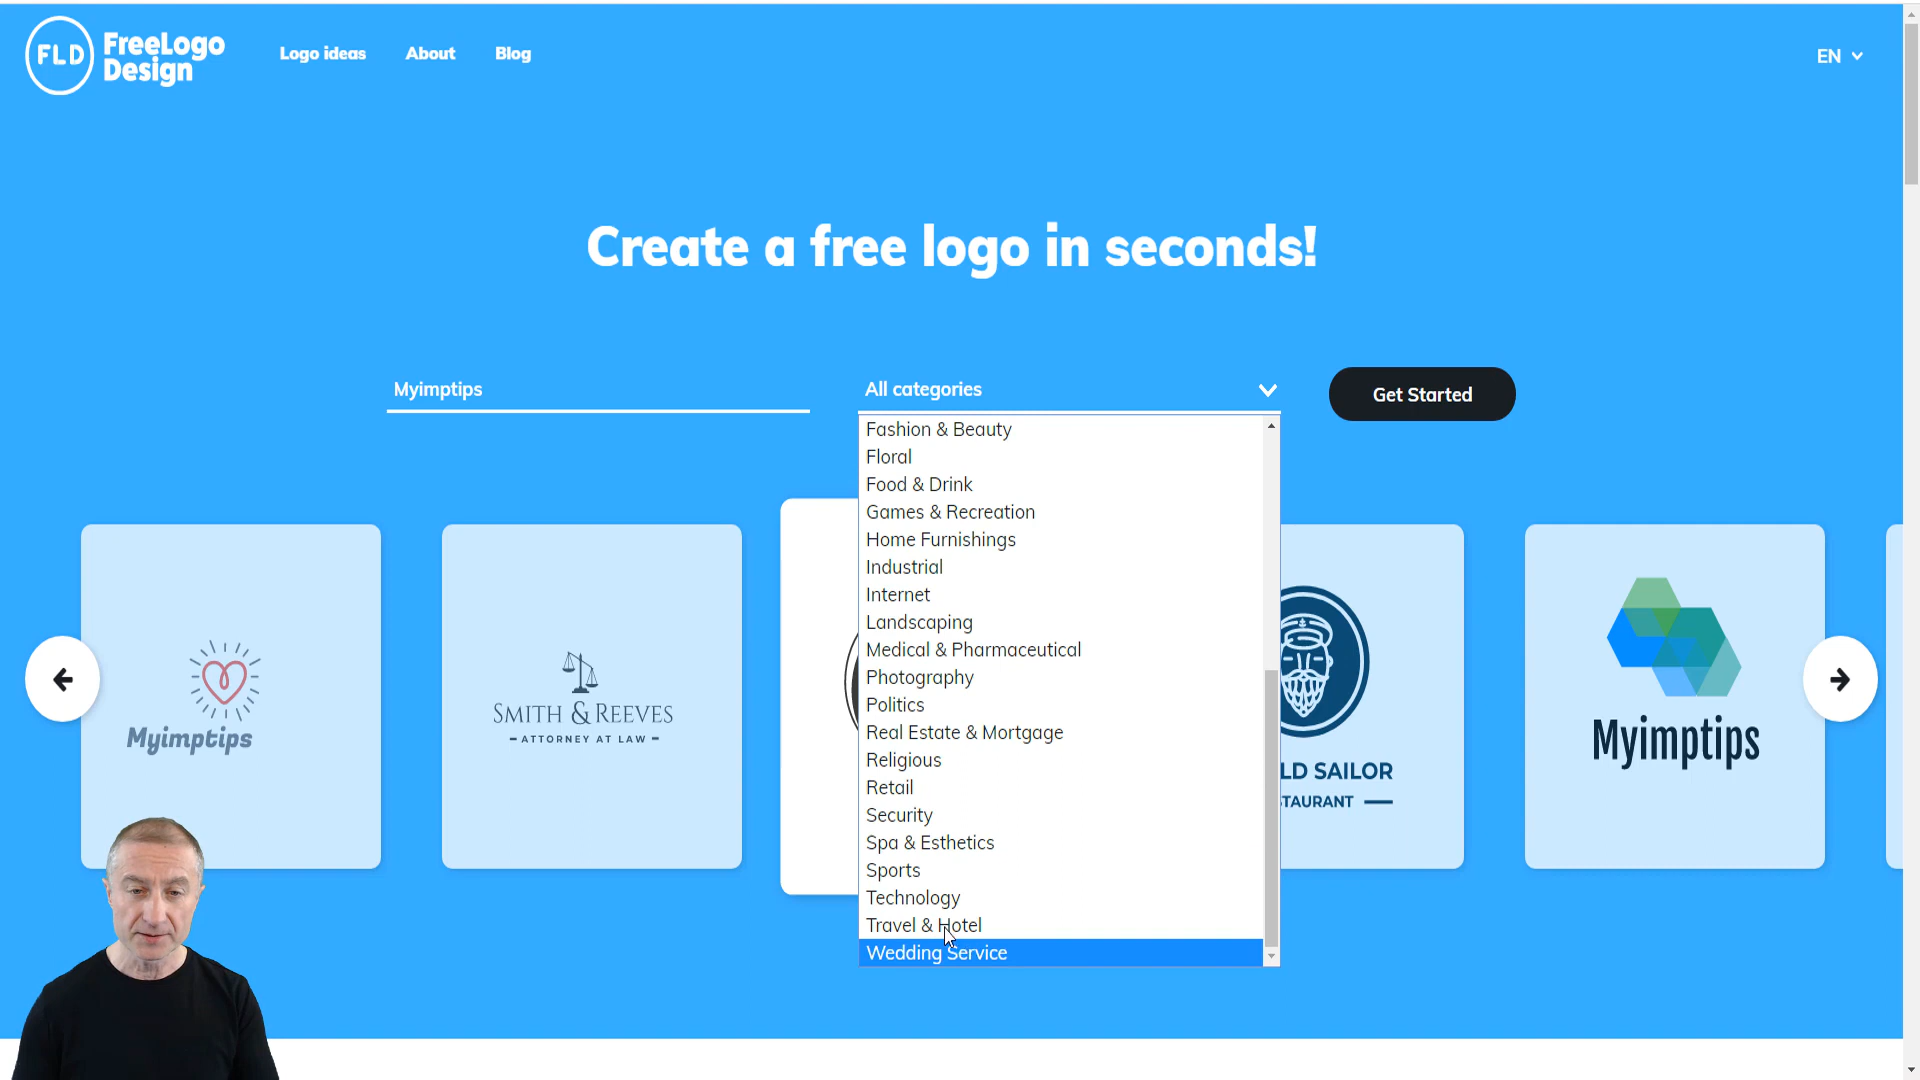 FLD
FreeLogo
Design
Logo ideas
About
Blog
EN
Create a free logo in seconds!
Myimptips
All categories
Get Started
Fashion & Beauty
Floral
Food & Drink
Games & Recreation
Home Furnishings
Industrial
Internet
Landscaping
Medical & Pharmaceutical
Photography
Politics
Real Estate & Mortgage
Religious
Retail
Security
Spa & Esthetics
Sports
Technology
Travel & Hotel
Wedding Service
Myimptips
SMITH & REEVES
ATTORNEY AT LAW
LD SAILOR
TAURANT
Myimptips